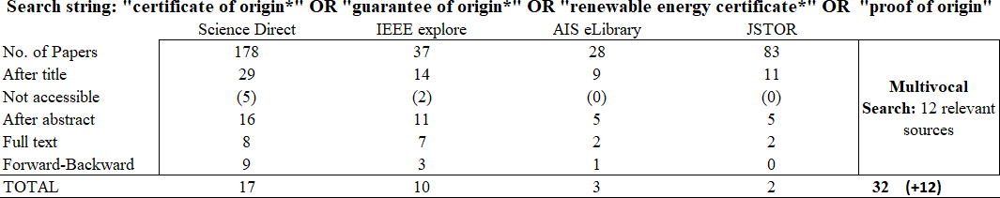 Search string: "certificate of origin*" OR "guarantee of origin*" OR "renewable energy certificate*" OR "proof of origin"
Science Direct IEEE explore AIS eLibrary JSTOR
No. of Papers 178 37 28 83
After title 29 14 9 11
Not accessible (5) (2) (0) (0)
After abstract 16 11 5 5
Full text 8 7 2 2
Forward-Backward 9 3 1 0
Multivocal
Search: 12 relevant
sources
TOTAL 17 10 3 2 32 (+12)